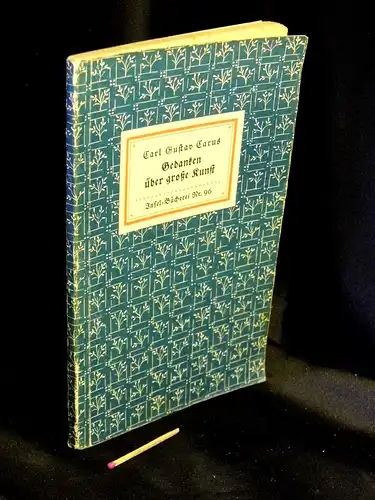 Carl Gustav Carus
Gedanken
über große Kunst
Insel-Bücherei Nr. 96